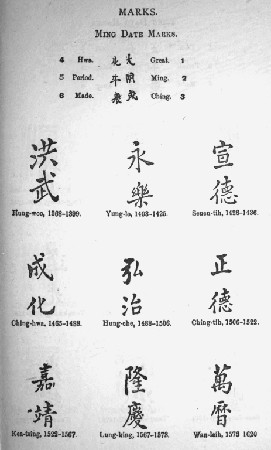 MARKS.
MING DATE MARKS.
4 Hwa. 化 大 Great. 1
5 Period. 年 明 Ming. 2
6 Made. 製 成 Ching. 3
洪武 永樂 宣德
Hung-woo, 1368-1399. Yung-lo, 1403-1425. Seuen-tih, 1426-1436.
成化 弘治 正德
Ching-hwa, 1465-1488. Hung-che, 1488-1506. Ching-tih, 1506-1522.
嘉靖 隆慶 萬曆
Kea-tsing, 1522-1567. Lung-king, 1567-1573. Wan-leih, 1573-1620